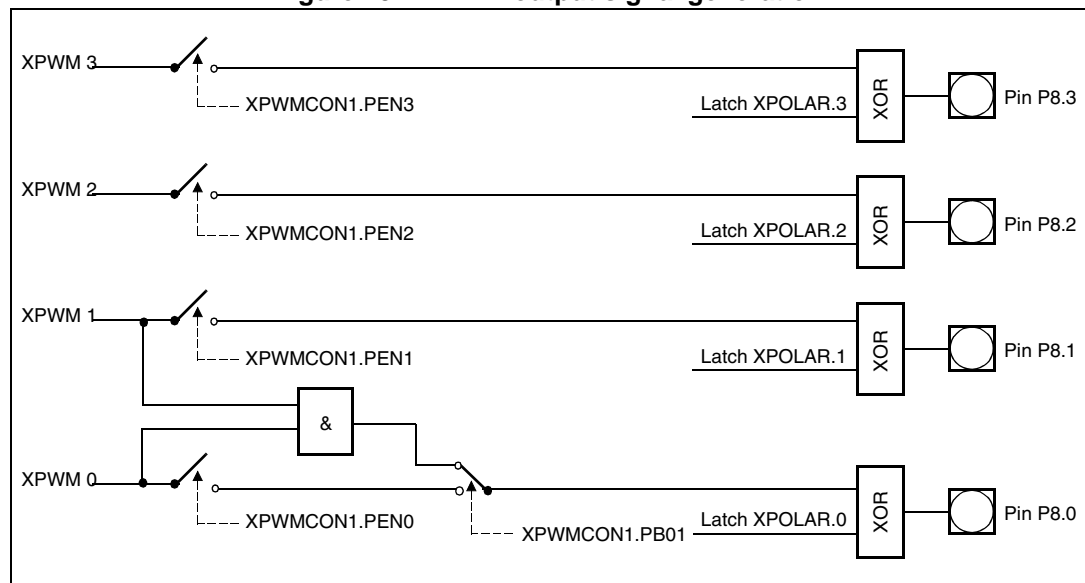 XPWM 3
XPWMCON1.PEN3
Latch XPOLAR.3
XOR
Pin P8.3
XPWM 2
XPWMCON1.PEN2
Latch XPOLAR.2
XOR
Pin P8.2
XPWM 1
XPWMCON1.PEN1
Latch XPOLAR.1
XOR
Pin P8.1
&
XPWM 0
XPWMCON1.PEN0
XPWMCON1.PB01
Latch XPOLAR.0
XOR
Pin P8.0